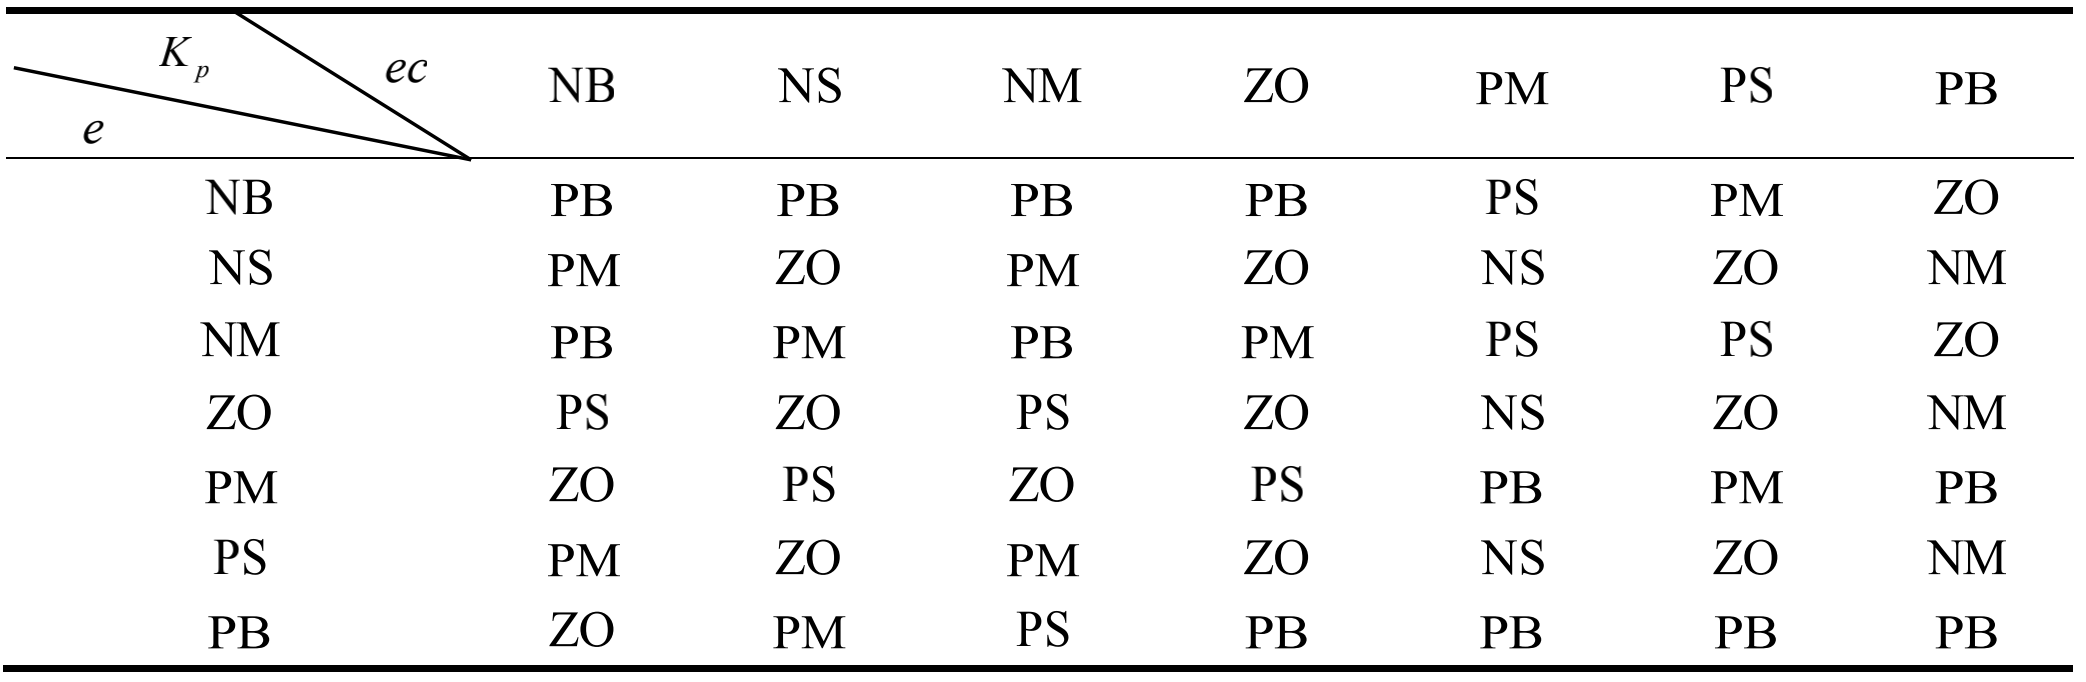 K_p ec NB NS NM ZO PM PS PB
e
NB PB PB PB PB PS PM ZO
NS PM ZO PM ZO NS ZO NM
NM PB PM PB PM PS PS ZO
ZO PS ZO PS ZO NS ZO NM
PM ZO PS ZO PS PB PM PB
PS PM ZO PM ZO NS ZO NM
PB ZO PM PS PB PB PB PB